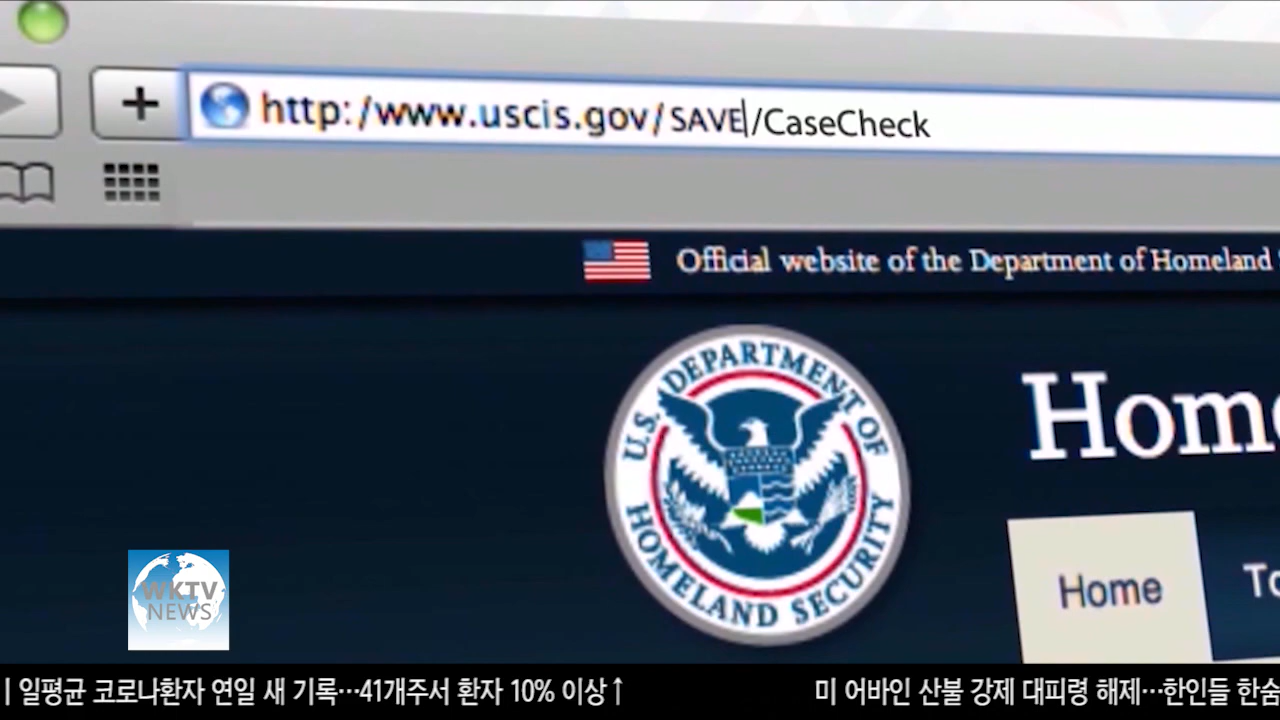 http:/www.uscis.gov/SAVE/CaseCheck
Official website of the Department of Homeland
U.S. DEPARTMENT OF HOMELAND SECURITY
Home
WKTV
NEWS
| 일평균 코로나환자 연일 새 기록…41개주서 환자 10% 이상↑
미 어바인 산불 강제 대피령 해제…한인들 한숨